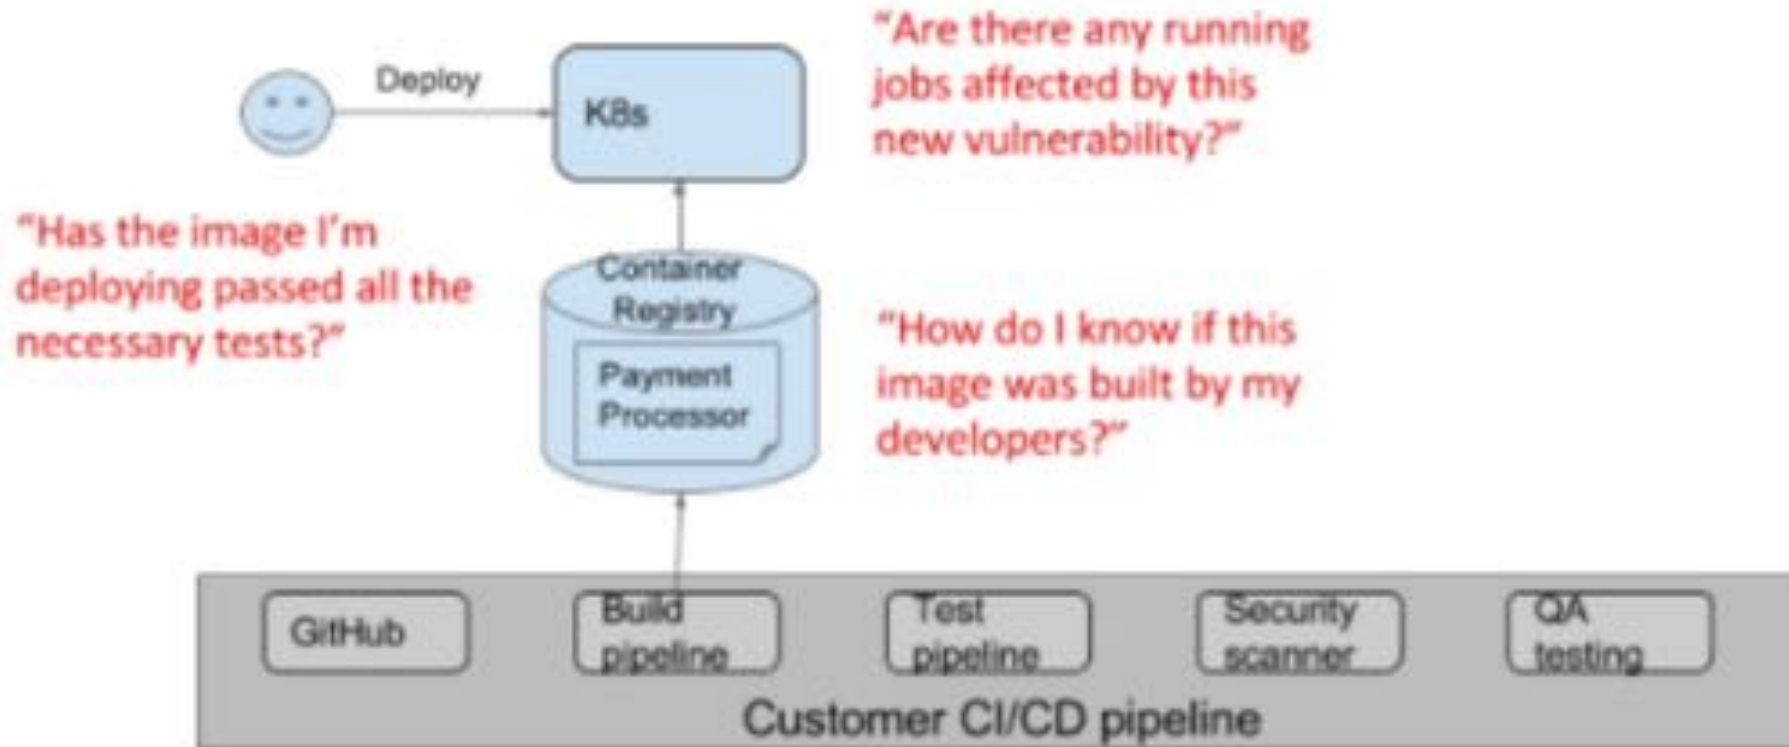 "Are there any running
jobs affected by this
new vulnerability?"
Deploy
K8s
"Has the image I'm
deploying passed all the
necessary tests?"
Container
Registry
Payment
Processor
"How do I know if this
image was built by my
developers?"
GitHub
Build
pipeline
Test
pipeline
Security
scanner
QA
testing
Customer CI/CD pipeline